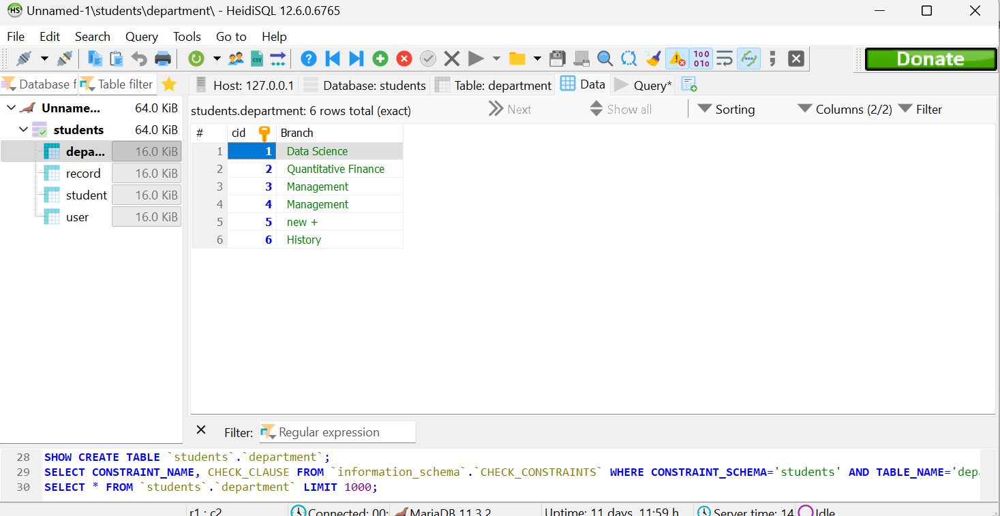 Unnamed-1\students\department\ - HeidiSQL 12.6.0.6765
File Edit Search Query Tools Go to Help
Donate
Database f Table filter Host: 127.0.0.1 Database: students Table: department Data Query*
Unname... 64.0 KiB
students 64.0 KiB
depa... 16.0 KiB
record 16.0 KiB
student 16.0 KiB
user 16.0 KiB
students.department: 6 rows total (exact) Next Show all Sorting Columns (2/2) Filter
# cid Branch
1 1 Data Science
2 2 Quantitative Finance
3 3 Management
4 4 Management
5 5 new +
6 6 History
Filter: Regular expression
28 SHOW CREATE TABLE `students`.`department`;
29 SELECT CONSTRAINT_NAME, CHECK_CLAUSE FROM `information_schema`.`CHECK_CONSTRAINTS` WHERE CONSTRAINT_SCHEMA='students' AND TABLE_NAME='dep
30 SELECT * FROM `students`.`department` LIMIT 1000;
r1 : c2 Connected: 00: MariaDB 11.3.2 Uptime: 11 days, 11:59 h Server time: 14 Idle